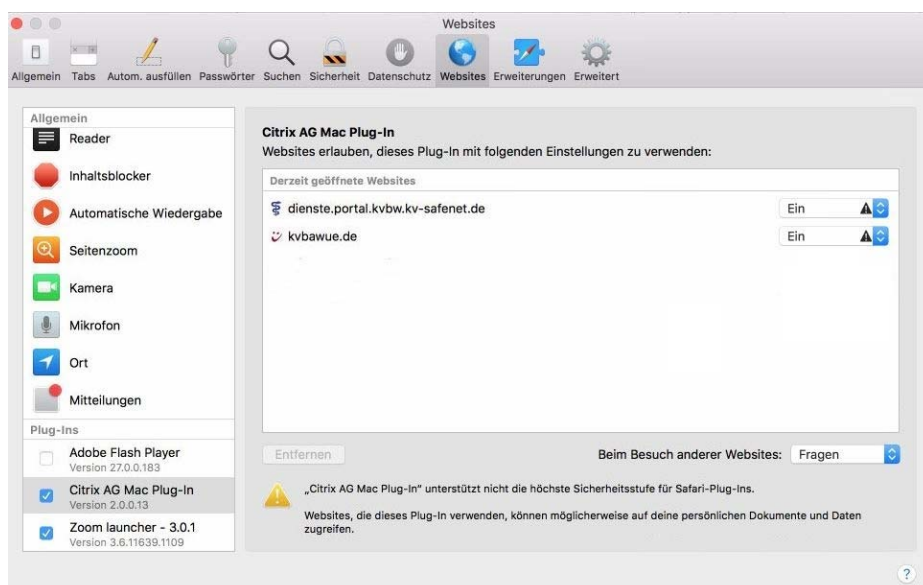 Websites
Allgemein Tabs Autom. ausfüllen Passwörter Suchen Sicherheit Datenschutz Websites Erweiterungen Erweitert
Allgemein
Reader
Inhaltsblocker
Automatische Wiedergabe
Seitenzoom
Kamera
Mikrofon
Ort
Mitteilungen
Plug-Ins
Adobe Flash Player
Version 27.0.0.183
Citrix AG Mac Plug-In
Version 2.0.0.13
Zoom launcher - 3.0.1
Version 3.6.11639.1109
Citrix AG Mac Plug-In
Websites erlauben, dieses Plug-In mit folgenden Einstellungen zu verwenden:
Derzeit geöffnete Websites
dienste.portal.kvbw.kv-safenet.de Ein
kvbawue.de Ein
Entfernen Beim Besuch anderer Websites: Fragen
„Citrix AG Mac Plug-In“ unterstützt nicht die höchste Sicherheitsstufe für Safari-Plug-Ins.
Websites, die dieses Plug-In verwenden, können möglicherweise auf deine persönlichen Dokumente und Daten
zugreifen.
?